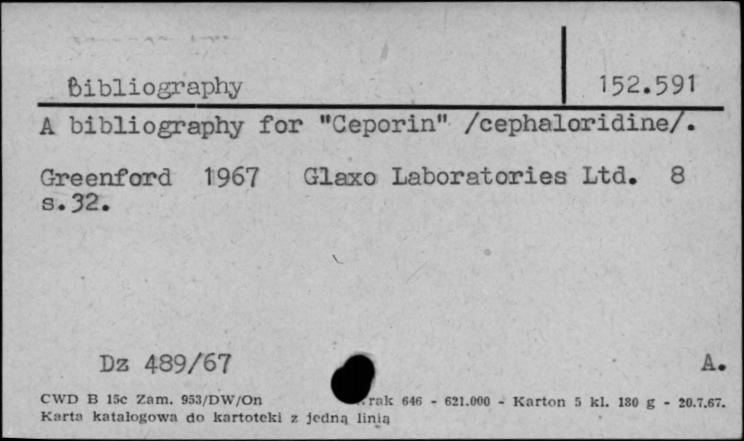 Bibliography 152.591
A bibliography for "Ceporin" /cephaloridine/.
Greenford 1967 Glaxo Laboratories Ltd. 8
s.32.
Dz 489/67 A.
CWD B 15c Zam. 953/DW/On rak 646 - 621.000 - Karton 5 kl. 180 g - 20.7.67.
Karta katalogowa do kartoteki z jedną linią